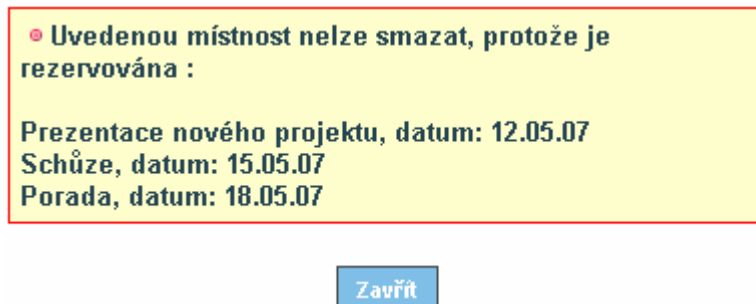 Uvedenou místnost nelze smazat, protože je
rezervována :
Prezentace nového projektu, datum: 12.05.07
Schůze, datum: 15.05.07
Porada, datum: 18.05.07
Zavřít